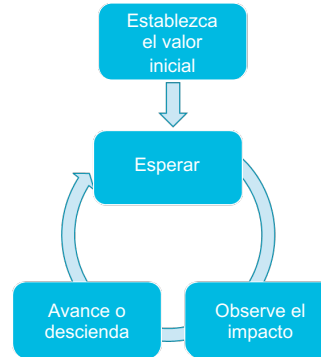 Establezca
el valor
inicial
Esperar
Avance o
descienda
Observe el
impacto